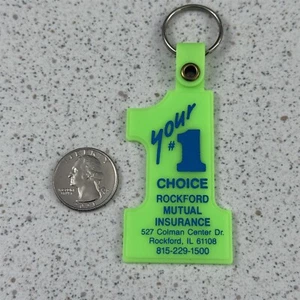 your
#1
CHOICE
ROCKFORD
MUTUAL
INSURANCE
527 Colman Center Dr.
Rockford, IL 61108
815-229-1500